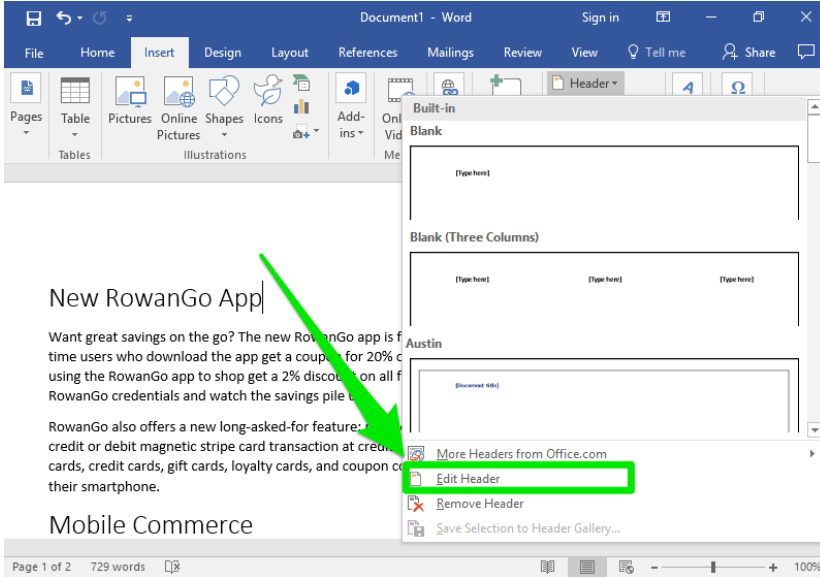 Document1 - Word
Sign in
File Home Insert Design Layout References Mailings Review View Tell me Share
Header
Pages Table Pictures Online Pictures Shapes Icons Add-ins
Tables Illustrations
Built-in
Blank
[Type here]
Blank (Three Columns)
[Type here] [Type here] [Type here]
Austin
[Document title]
More Headers from Office.com
Edit Header
Remove Header
Save Selection to Header Gallery...
New RowanGo App
Want great savings on the go? The new RowanGo app is f
time users who download the app get a coupon for 20% o
using the RowanGo app to shop get a 2% discount on all f
RowanGo credentials and watch the savings pile
RowanGo also offers a new long-asked-for feature:
credit or debit magnetic stripe card transaction at
cards, credit cards, gift cards, loyalty cards, and coupon
their smartphone.
Mobile Commerce
Page 1 of 2 729 words
100%